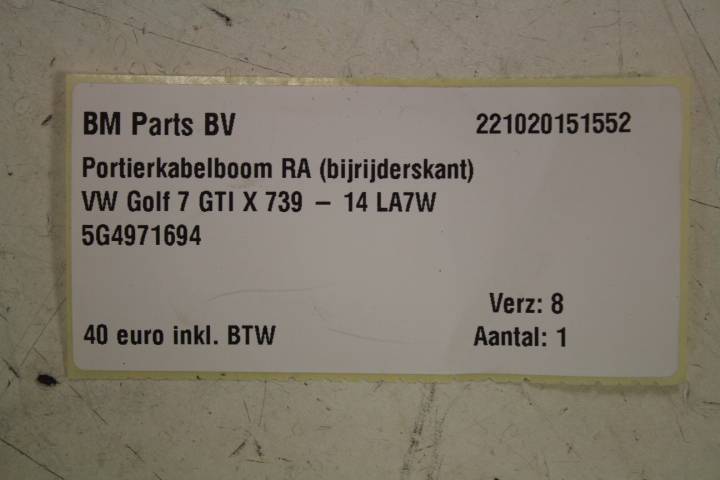 BM Parts BV 221020151552
Portierkabelboom RA (bijrijderskant)
VW Golf 7 GTI X 739 – 14 LA7W
5G4971694
Verz: 8
40 euro inkl. BTW Aantal: 1